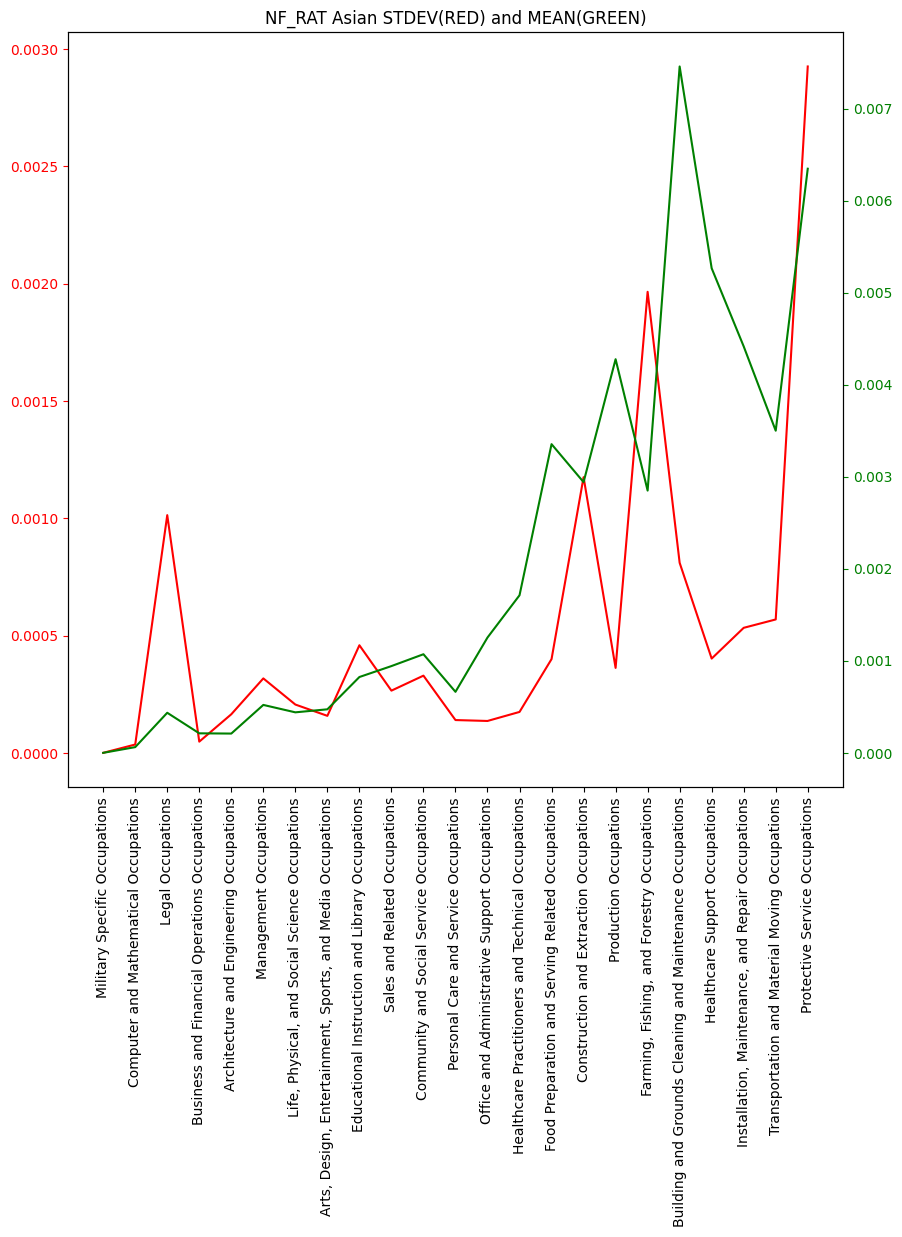 NF_RAT Asian STDEV(RED) and MEAN(GREEN)
0.0030
0.0025
0.0020
0.0015
0.0010
0.0005
0.0000
0.007
0.006
0.005
0.004
0.003
0.002
0.001
0.000
Military Specific Occupations
Computer and Mathematical Occupations
Legal Occupations
Business and Financial Operations Occupations
Architecture and Engineering Occupations
Management Occupations
Life, Physical, and Social Science Occupations
Arts, Design, Entertainment, Sports, and Media Occupations
Educational Instruction and Library Occupations
Sales and Related Occupations
Community and Social Service Occupations
Personal Care and Service Occupations
Office and Administrative Support Occupations
Healthcare Practitioners and Technical Occupations
Food Preparation and Serving Related Occupations
Construction and Extraction Occupations
Production Occupations
Farming, Fishing, and Forestry Occupations
Building and Grounds Cleaning and Maintenance Occupations
Healthcare Support Occupations
Installation, Maintenance, and Repair Occupations
Transportation and Material Moving Occupations
Protective Service Occupations